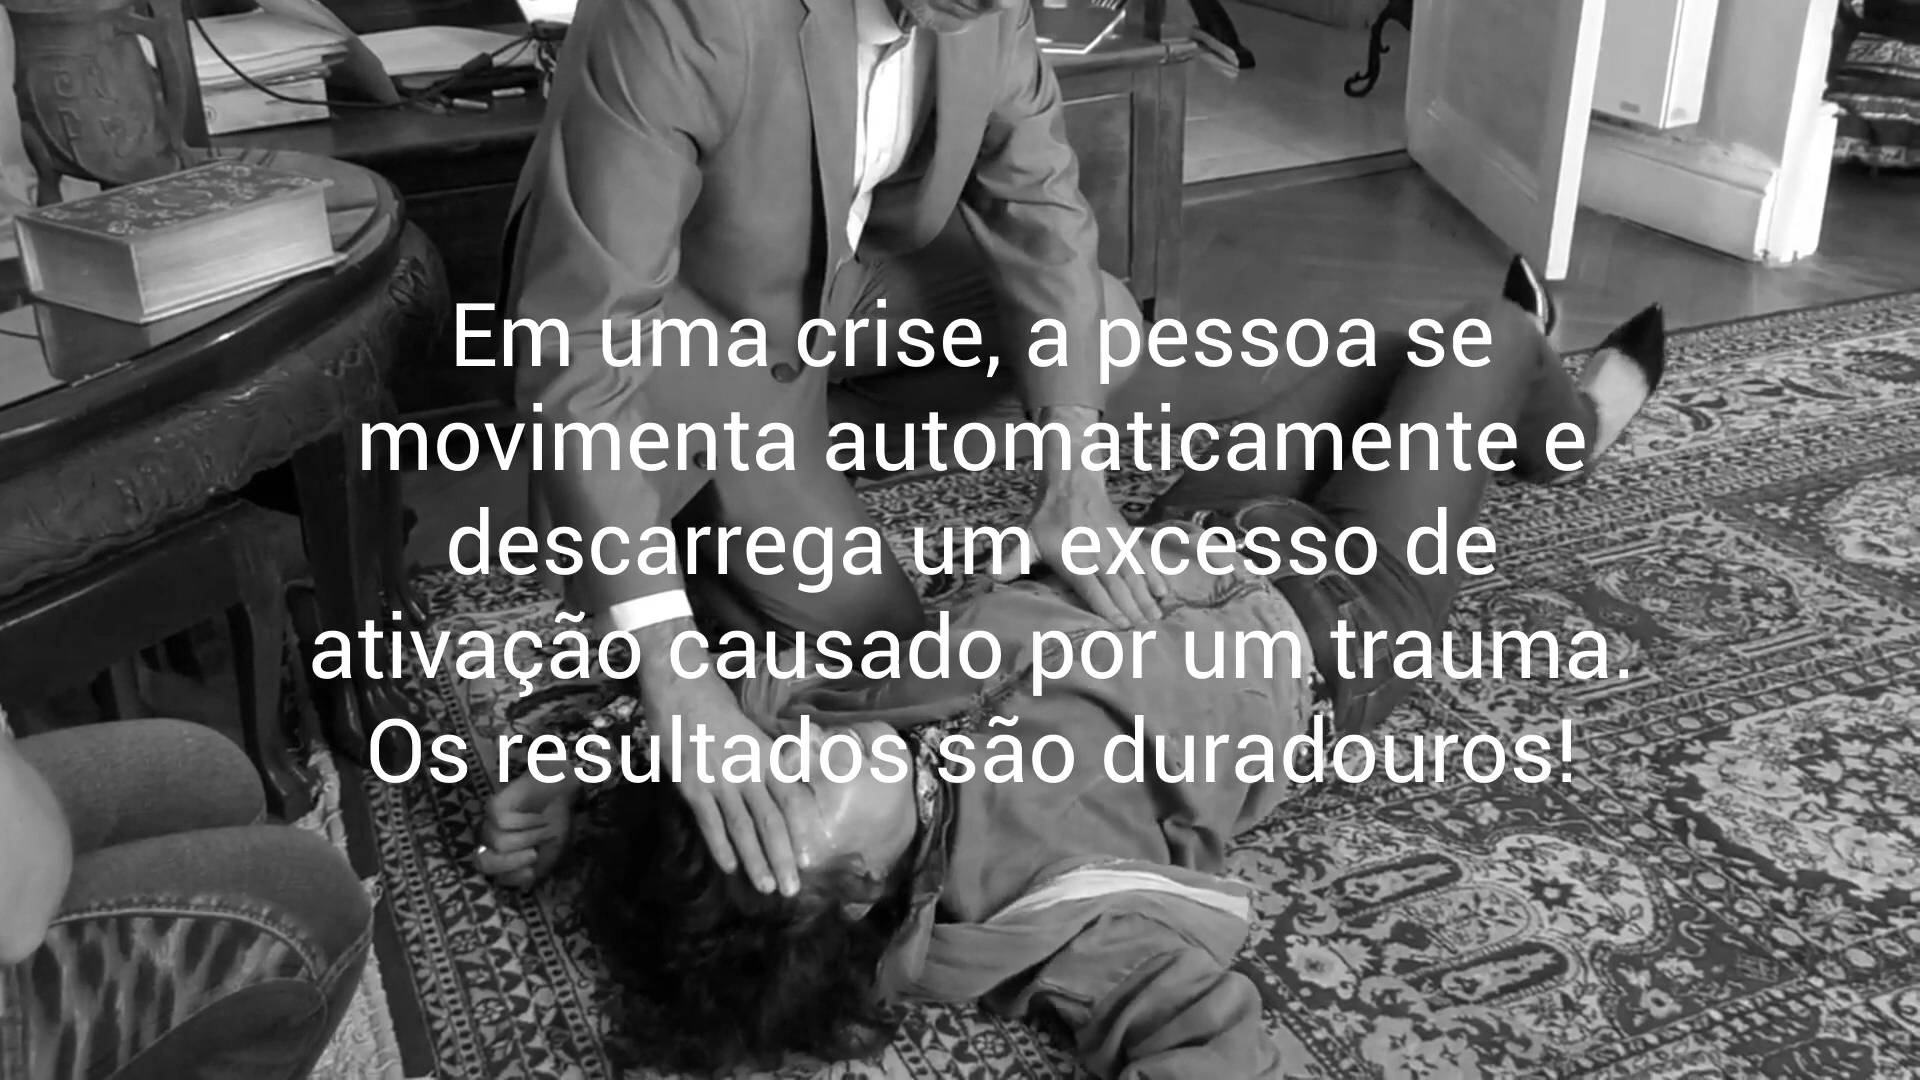 Em uma crise, a pessoa se
movimenta automaticamente e
descarrega um excesso de
ativação causado por um trauma.
Os resultados são duradouros!